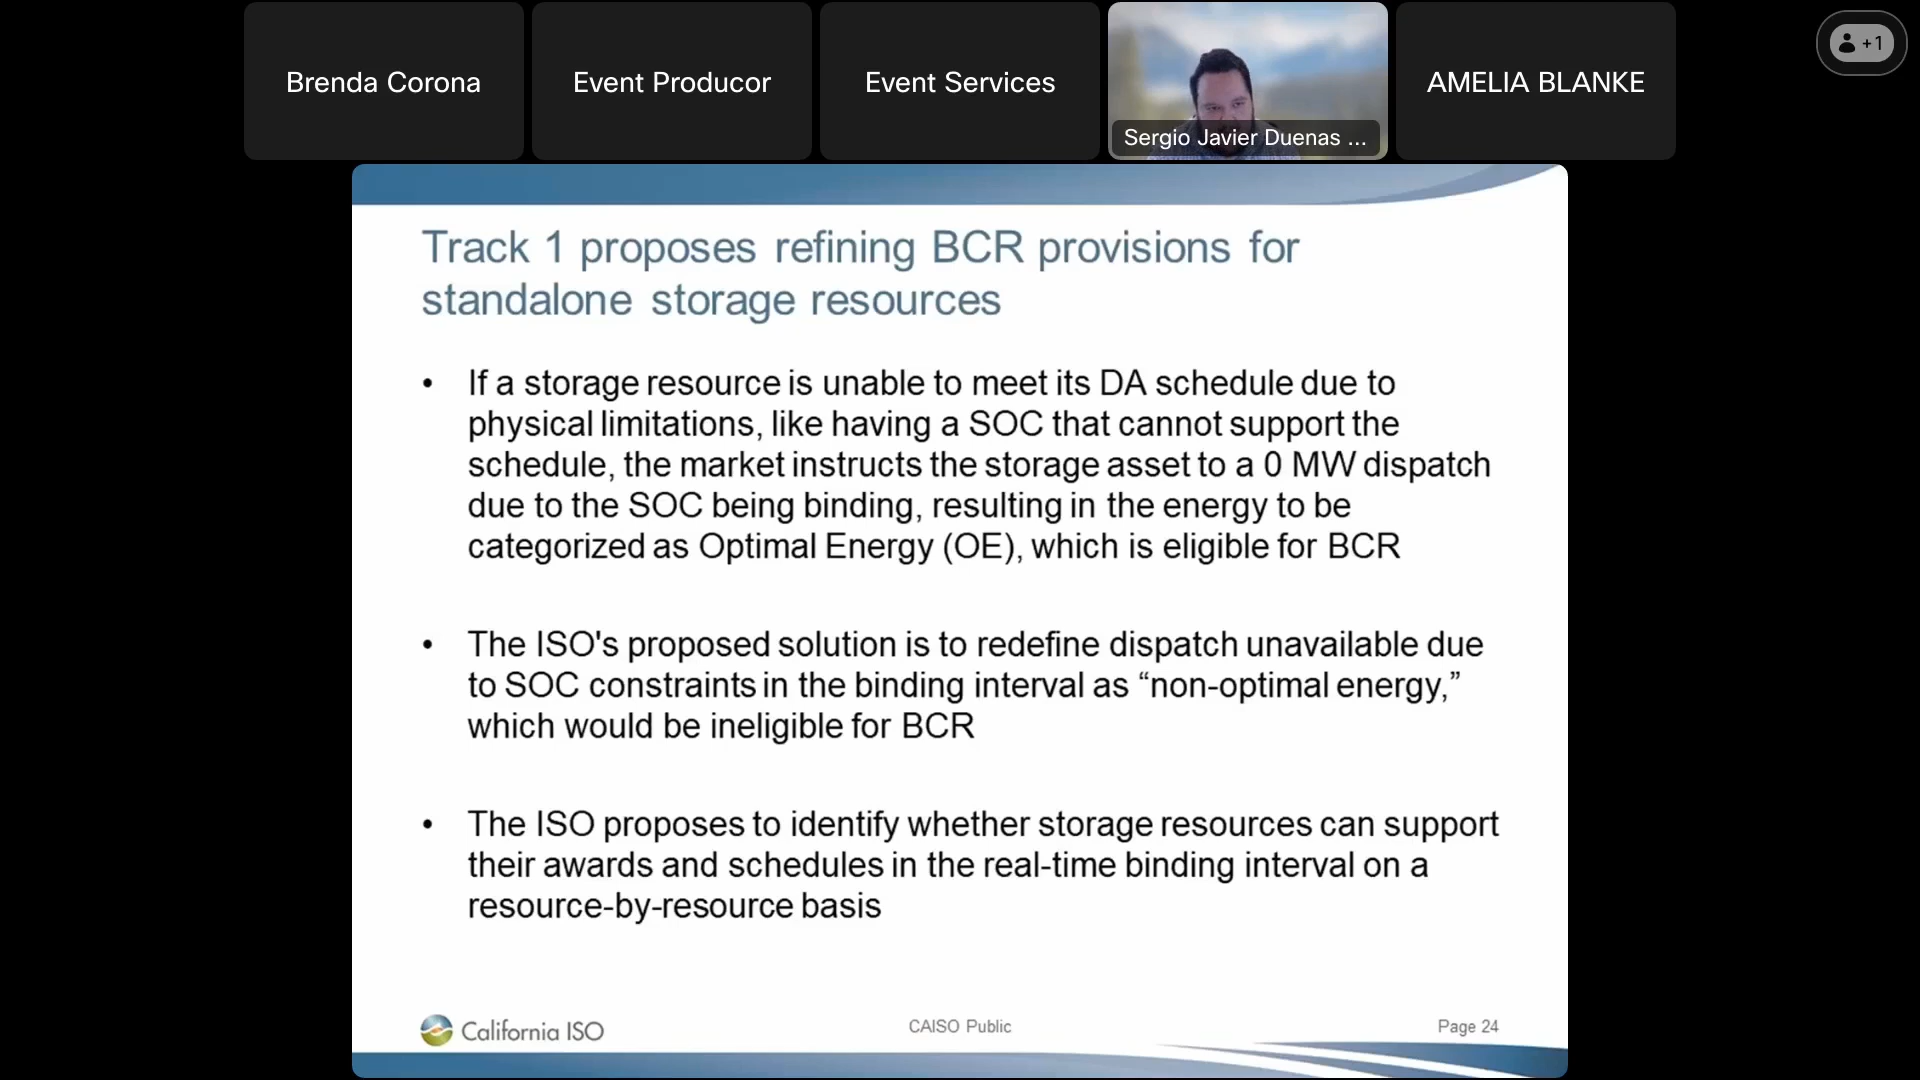 Brenda Corona
Event Producor
Event Services
Sergio Javier Duenas ...
AMELIA BLANKE
+1
Track 1 proposes refining BCR provisions for
standalone storage resources
• If a storage resource is unable to meet its DA schedule due to
physical limitations, like having a SOC that cannot support the
schedule, the market instructs the storage asset to a 0 MW dispatch
due to the SOC being binding, resulting in the energy to be
categorized as Optimal Energy (OE), which is eligible for BCR
• The ISO's proposed solution is to redefine dispatch unavailable due
to SOC constraints in the binding interval as “non-optimal energy,”
which would be ineligible for BCR
• The ISO proposes to identify whether storage resources can support
their awards and schedules in the real-time binding interval on a
resource-by-resource basis
California ISO
CAISO Public
Page 24